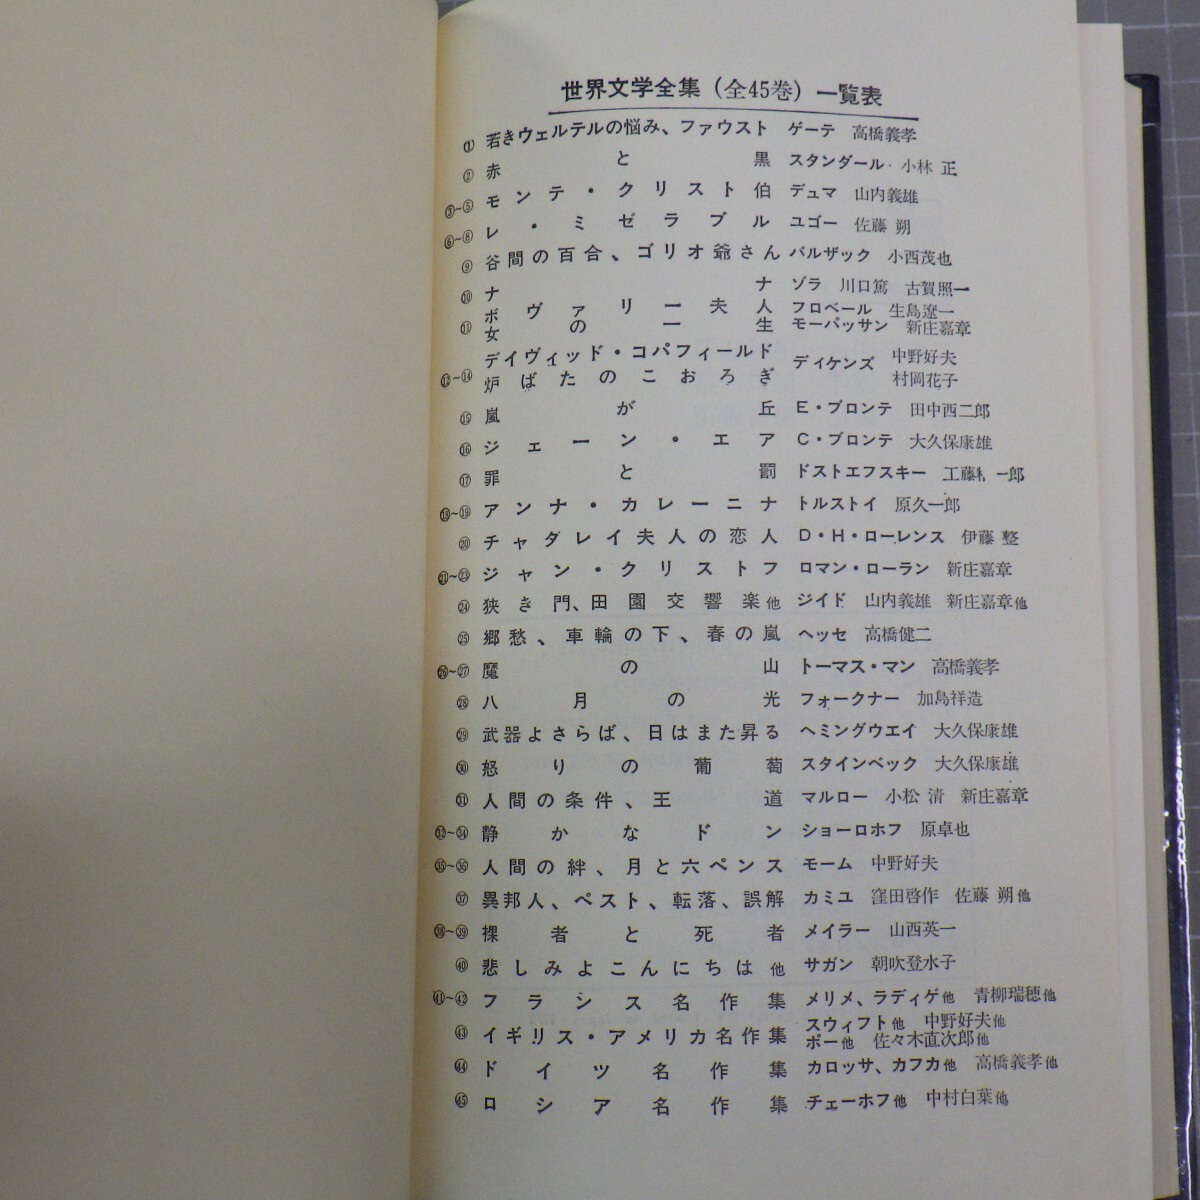 世界文学全集（全45巻）一覧表
① 若きウェルテルの悩み、ファウスト ゲーテ 高橋義孝
② 赤と黒 スタンダール 小林 正
③～⑤ モンテ・クリスト伯 デュマ 山内義雄
⑥～⑧ レ・ミゼラブル ユゴー 佐藤 朔
⑨ 谷間の百合、ゴリオ爺さん バルザック 小西茂也
⑩ ナナ ゾラ 川口篤 古賀照一
⑪ ボヴァリー夫人 フロベール 生島遼一
女の一生 モーパッサン 新庄嘉章
⑫～⑭ デイヴィッド・コパフィールド ディケンズ 中野好夫
炉ばたのこおろぎ 村岡花子
⑮ 嵐が丘 E・ブロンテ 田中西二郎
⑯ ジェーン・エア C・ブロンテ 大久保康雄
⑰ 罪と罰 ドストエフスキー 工藤 一郎
⑱～⑲ アンナ・カレーニナ トルストイ 原久一郎
⑳ チャタレイ夫人の恋人 D・H・ローレンス 伊藤 整
㉑～㉓ ジャン・クリストフ ロマン・ローラン 新庄嘉章
㉔ 狭き門、田園交響楽他 ジイド 山内義雄 新庄嘉章他
㉕ 郷愁、車輪の下、春の嵐 ヘッセ 高橋健二
㉖～㉗ 魔の山 トーマス・マン 高橋義孝
㉘ 八月の光 フォークナー 加島祥造
㉙ 武器よさらば、日はまた昇る ヘミングウエイ 大久保康雄
㉚ 怒りの葡萄 スタインベック 大久保康雄
㉛ 人間の条件、王道 マルロー 小松 清 新庄嘉章
㉜～㉞ 静かなドン ショーロホフ 原卓也
㉟～㊱ 人間の絆、月と六ペンス モーム 中野好夫
㊲ 異邦人、ペスト、転落、誤解 カミユ 窪田啓作 佐藤 朔他
㊳～㊴ 裸者と死者 メイラー 山西英一
㊵ 悲しみよこんにちは他 サガン 朝吹登水子
㊶～㊷ フランス名作集 メリメ、ラディゲ他 青柳瑞穂他
㊸ イギリス・アメリカ名作集 スウィフト他 中野好夫他
ポー他 佐々木直次郎他
㊹ ドイツ名作集 カロッサ、カフカ他 高橋義孝他
㊺ ロシア名作集 チェーホフ他 中村白葉他